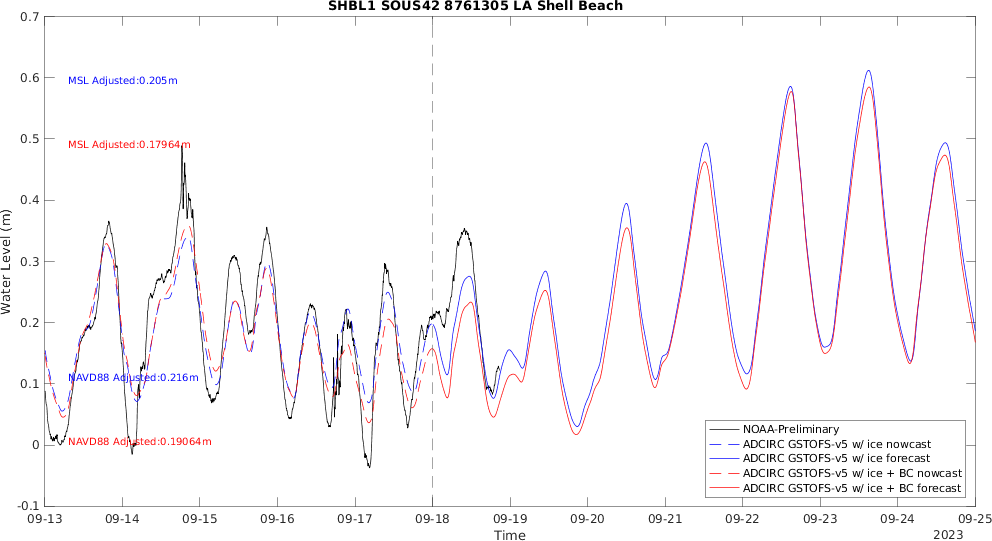 SHBL1 SOUS42 8761305 LA Shell Beach
0.7
0.6
0.5
0.4
0.3
0.2
0.1
0
-0.1
Water Level (m)
MSL Adjusted:0.205m
MSL Adjusted:0.17964m
NAVD88 Adjusted:0.216m
NAVD88 Adjusted:0.19064m
NOAA-Preliminary
ADCIRC GSTOFS-v5 w/ ice nowcast
ADCIRC GSTOFS-v5 w/ ice forecast
ADCIRC GSTOFS-v5 w/ ice + BC nowcast
ADCIRC GSTOFS-v5 w/ ice + BC forecast
09-13 09-14 09-15 09-16 09-17 09-18 09-19 09-20 09-21 09-22 09-23 09-24 09-25
Time
2023